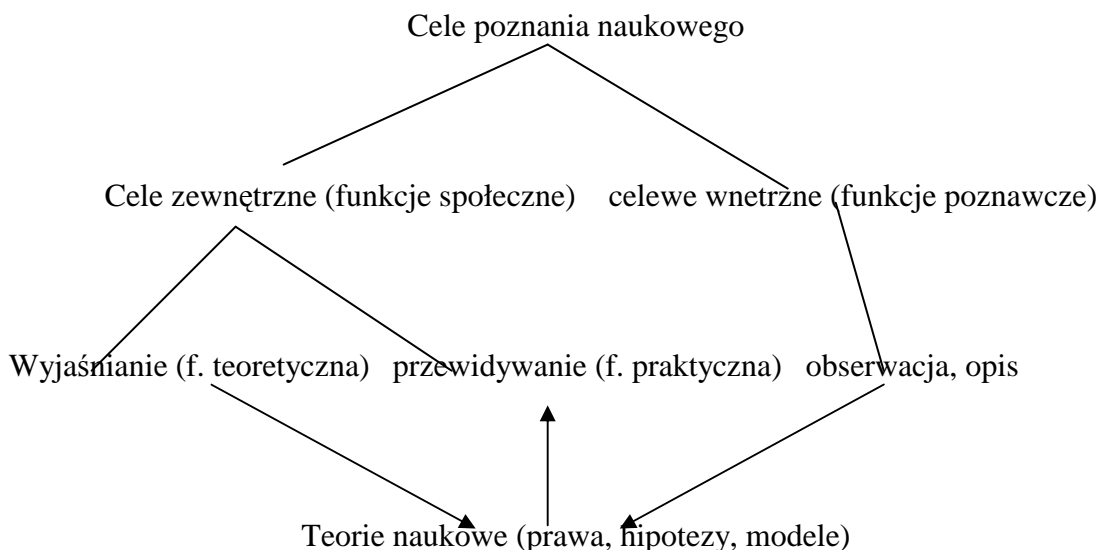 Cele poznania naukowego
Cele zewnętrzne (funkcje społeczne) celewe wnetrzne (funkcje poznawcze)
Wyjaśnianie (f. teoretyczna) przewidywanie (f. praktyczna) obserwacja, opis
Teorie naukowe (prawa, hipotezy, modele)